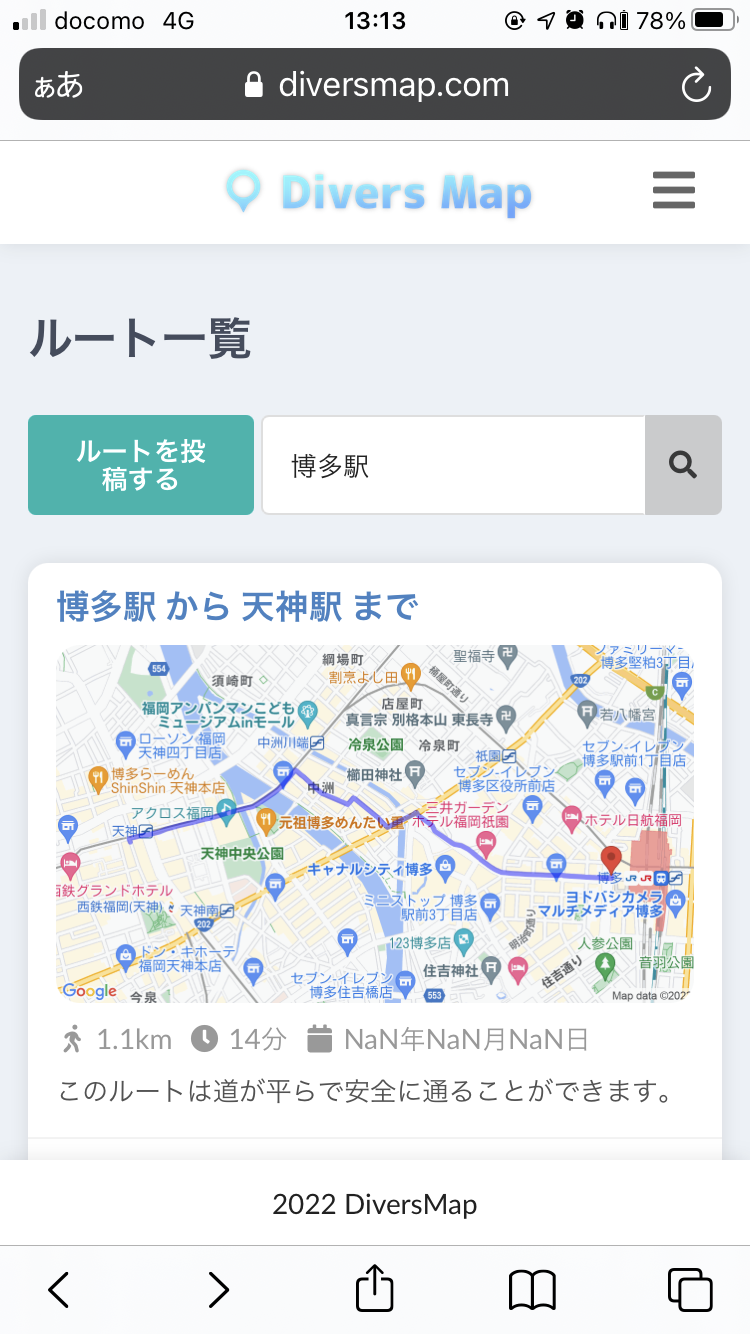 docomo 4G 13:13 78%
ぁあ diversmap.com
Divers Map
ルート一覧
ルートを投
稿する
博多駅
博多駅 から 天神駅 まで
554
須崎町
綱場町
割烹よし田
聖福寺
桶屋町通り
202
ファミリーマー
博多堅粕3丁目
C
福岡アンパンマンこども
ミュージアムinモール
店屋町
真言宗 別格本山 東長寺
若八幡宮
ローソン 福岡
天神四丁目店
中洲川端
冷泉公園
冷泉町
祇園
セブン-イレブン
博多駅前1丁目店
博多らーめん
ShinShin 天神本店
中洲
櫛田神社
セブン-イレブン
博多区役所前店
アクロス福岡
元祖博多めんたい重
三井ガーデン
ホテル福岡祇園
ホテル日航福岡
天神
天神中央公園
キャナルシティ博多
博多 JR JR
西鉄グランドホテル
西鉄福岡(天神)
天神南
202
ミニストップ 博多
駅前3丁目店
明治町通り
ヨドバシカメラ
マルチメディア博多
ドン・キホーテ
福岡天神本店
123博多店
人参公園
音羽公園
住吉神社
住吉通り
セブン-イレブン
博多住吉橋店
553
Google
今泉
Map data ©202
1.1km 14分 NaN年NaN月NaN日
このルートは道が平らで安全に通ることができます。
2022 DiversMap